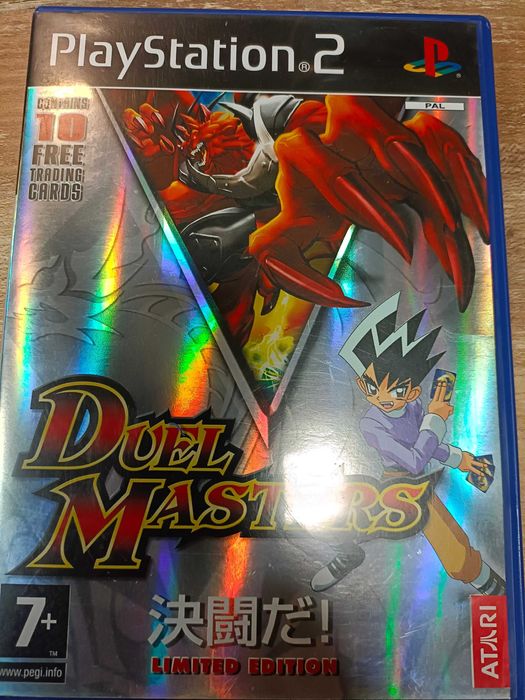 PlayStation®2
PAL
CONTAINS
10
FREE
TRADING
CARDS
DUEL
MASTERS
決闘だ!
LIMITED EDITION
7+
™
www.pegi.info
ATARI